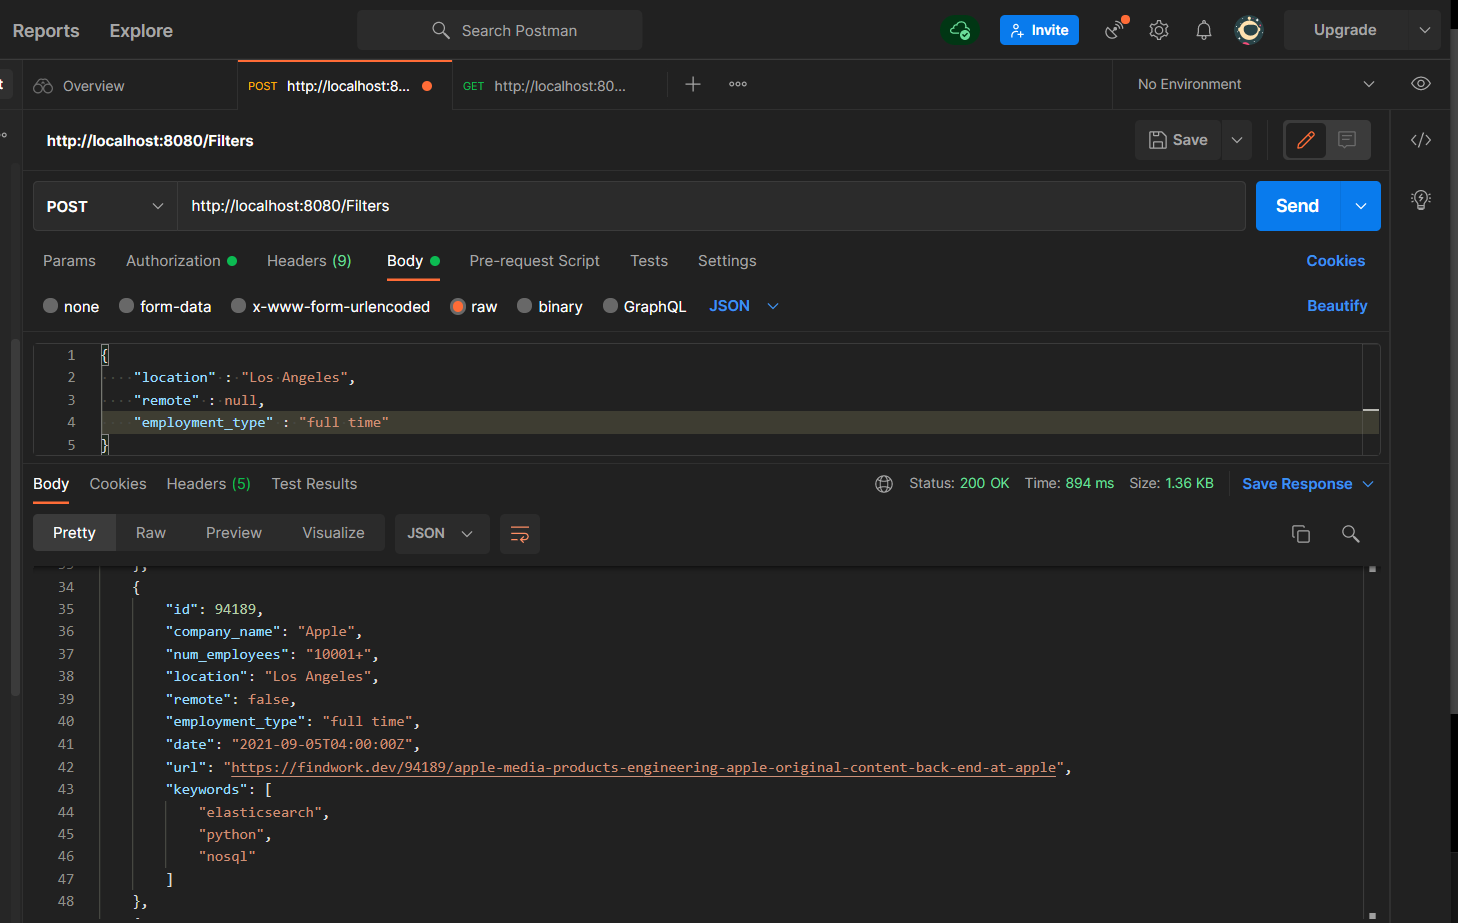 Reports Explore Search Postman Invite Upgrade
t Overview POST http://localhost:8... GET http://localhost:80... No Environment
http://localhost:8080/Filters Save
POST http://localhost:8080/Filters Send
Params Authorization Headers (9) Body Pre-request Script Tests Settings Cookies
none form-data x-www-form-urlencoded raw binary GraphQL JSON Beautify
1 {
2 "location" : "Los Angeles",
3 "remote" : null,
4 "employment_type" : "full time"
5 }
Body Cookies Headers (5) Test Results Status: 200 OK Time: 894 ms Size: 1.36 KB Save Response
Pretty Raw Preview Visualize JSON
33 },
34 {
35 "id": 94189,
36 "company_name": "Apple",
37 "num_employees": "10001+",
38 "location": "Los Angeles",
39 "remote": false,
40 "employment_type": "full time",
41 "date": "2021-09-05T04:00:00Z",
42 "url": "https://findwork.dev/94189/apple-media-products-engineering-apple-original-content-back-end-at-apple",
43 "keywords": [
44 "elasticsearch",
45 "python",
46 "nosql"
47 ]
48 },